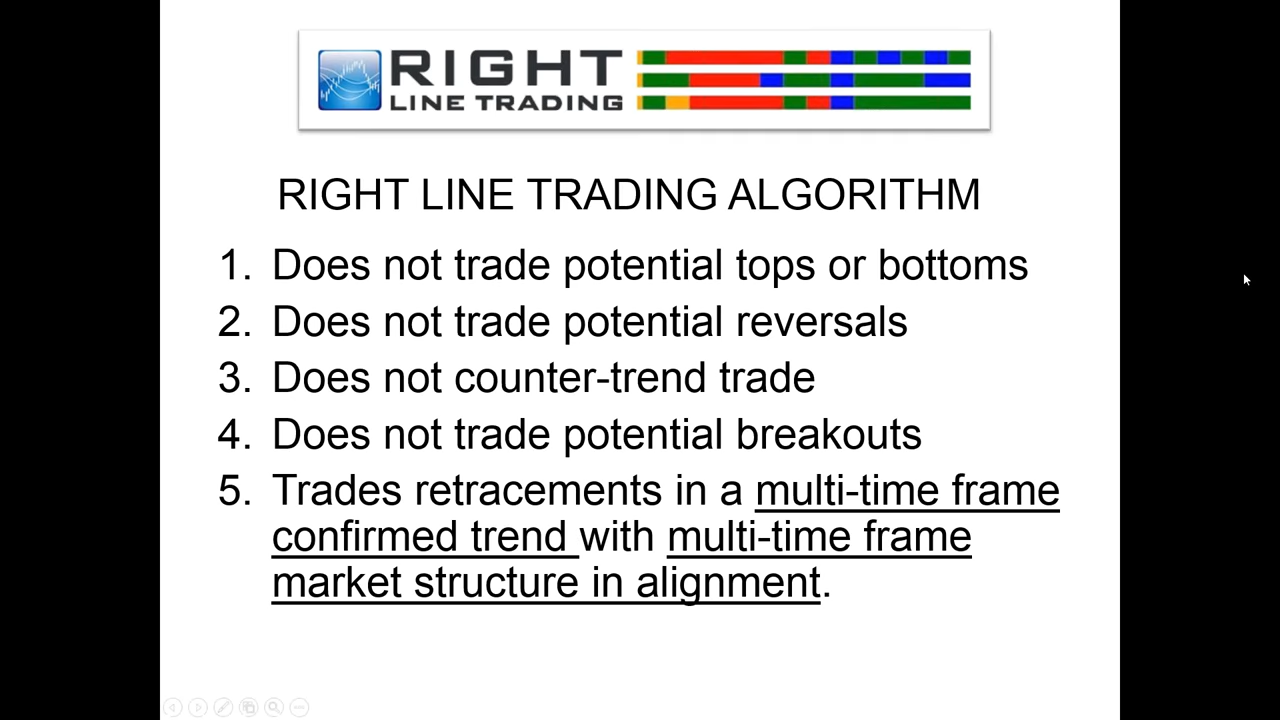 RIGHT
LINE TRADING
RIGHT LINE TRADING ALGORITHM
1. Does not trade potential tops or bottoms
2. Does not trade potential reversals
3. Does not counter-trend trade
4. Does not trade potential breakouts
5. Trades retracements in a multi-time frame
confirmed trend with multi-time frame
market structure in alignment.